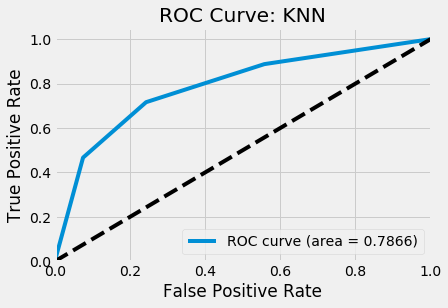 ROC Curve: KNN
True Positive Rate
1.0
0.8
0.6
0.4
0.2
0.0
ROC curve (area = 0.7866)
0.0 0.2 0.4 0.6 0.8 1.0
False Positive Rate